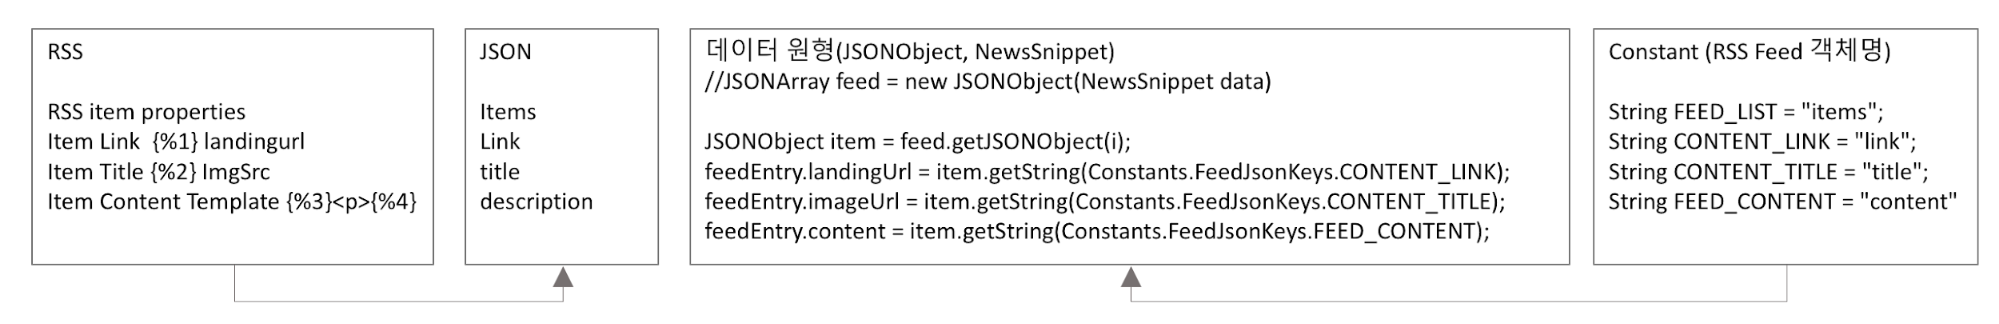 RSS
RSS item properties
Item Link {%1} landingurl
Item Title {%2} ImgSrc
Item Content Template {%3}<p>{%4}
JSON
Items
Link
title
description
데이터 원형(JSONObject, NewsSnippet)
//JSONArray feed = new JSONObject(NewsSnippet data)
JSONObject item = feed.getJSONObject(i);
feedEntry.landingUrl = item.getString(Constants.FeedJsonKeys.CONTENT_LINK);
feedEntry.imageUrl = item.getString(Constants.FeedJsonKeys.CONTENT_TITLE);
feedEntry.content = item.getString(Constants.FeedJsonKeys.FEED_CONTENT);
Constant (RSS Feed 객체명)
String FEED_LIST = "items";
String CONTENT_LINK = "link";
String CONTENT_TITLE = "title";
String FEED_CONTENT = "content"